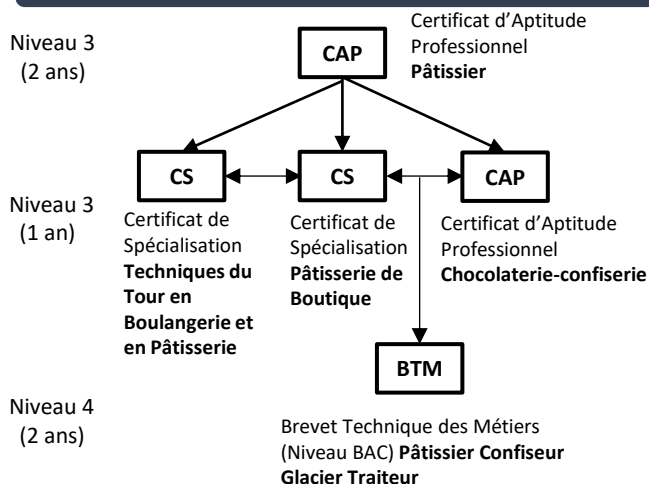 Niveau 3
(2 ans)
CAP
Certificat d’Aptitude
Professionnel
Pâtissier
Niveau 3
(1 an)
CS
CS
CAP
Certificat de
Spécialisation
Techniques du
Tour en
Boulangerie et
en Pâtisserie
Certificat de
Spécialisation
Pâtisserie de
Boutique
Certificat d’Aptitude
Professionnel
Chocolaterie-confiserie
BTM
Niveau 4
(2 ans)
Brevet Technique des Métiers
(Niveau BAC) Pâtissier Confiseur
Glacier Traiteur